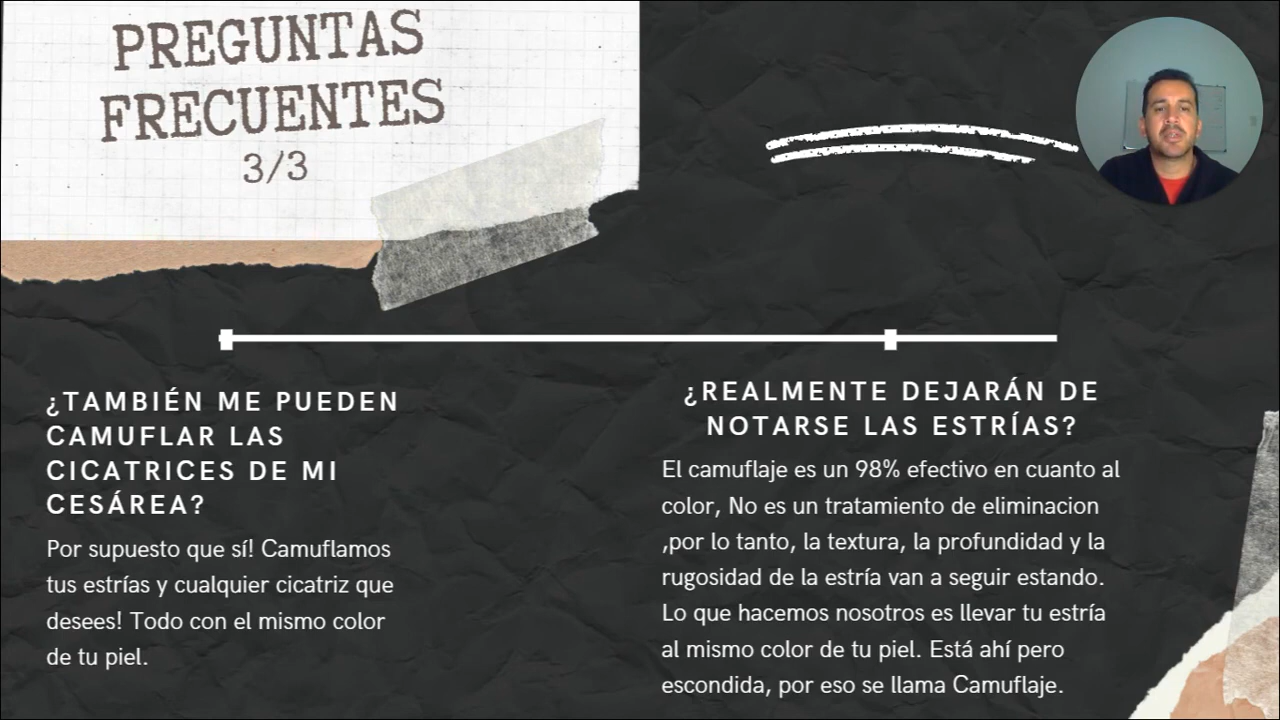 PREGUNTAS
FRECUENTES
3/3
¿TAMBIÉN ME PUEDEN
CAMUFLAR LAS
CICATRICES DE MI
CESÁREA?
Por supuesto que sí! Camuflamos
tus estrías y cualquier cicatriz que
desees! Todo con el mismo color
de tu piel.
¿REALMENTE DEJARÁN DE
NOTARSE LAS ESTRÍAS?
El camuflaje es un 98% efectivo en cuanto al
color, No es un tratamiento de eliminacion
,por lo tanto, la textura, la profundidad y la
rugosidad de la estría van a seguir estando.
Lo que hacemos nosotros es llevar tu estría
al mismo color de tu piel. Está ahí pero
escondida, por eso se llama Camuflaje.